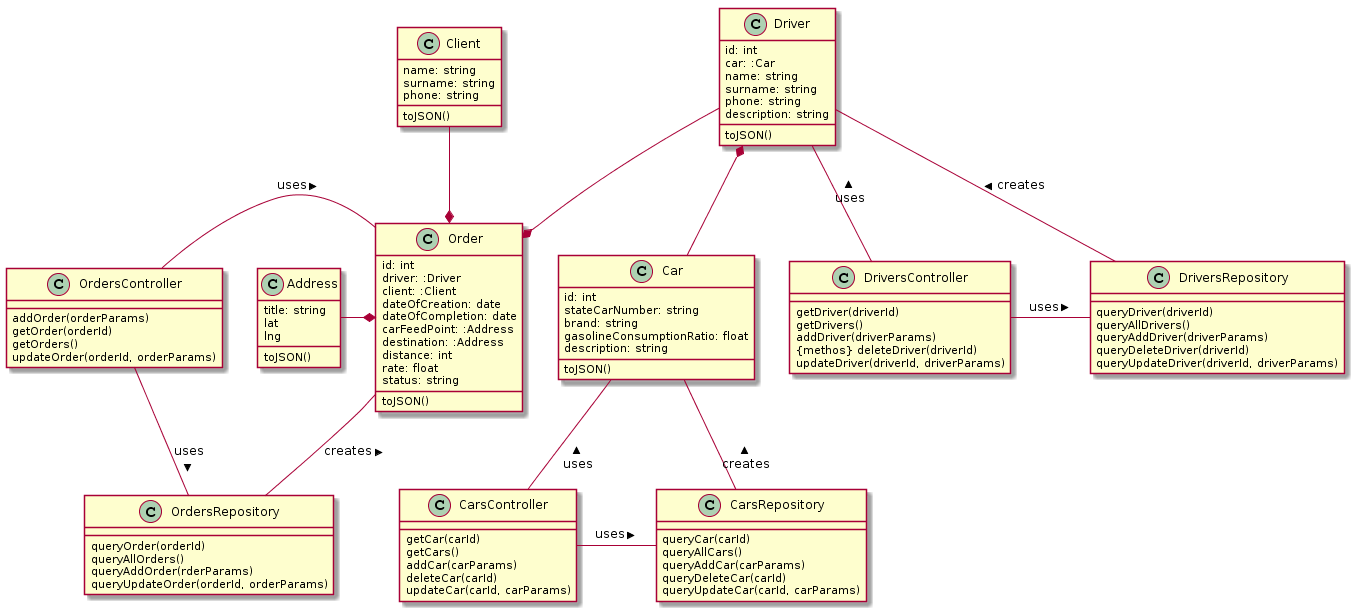 C Client
name: string
surname: string
phone: string
toJSON()
C Driver
id: int
car: :Car
name: string
surname: string
phone: string
description: string
toJSON()
uses
creates
uses
C OrdersController
addOrder(orderParams)
getOrder(orderId)
getOrders()
updateOrder(orderId, orderParams)
C Address
title: string
lat
lng
toJSON()
C Order
id: int
driver: :Driver
client: :Client
dateOfCreation: date
dateOfCompletion: date
carFeedPoint: :Address
destination: :Address
distance: int
rate: float
status: string
toJSON()
C Car
id: int
stateCarNumber: string
brand: string
gasolineConsumptionRatio: float
description: string
toJSON()
C DriversController
getDriver(driverId)
getDrivers()
addDriver(driverParams)
{methos} deleteDriver(driverId)
updateDriver(driverId, driverParams)
uses
C DriversRepository
queryDriver(driverId)
queryAllDrivers()
queryAddDriver(driverParams)
queryDeleteDriver(driverId)
queryUpdateDriver(driverId, driverParams)
uses
creates
uses
creates
C OrdersRepository
queryOrder(orderId)
queryAllOrders()
queryAddOrder(rderParams)
queryUpdateOrder(orderId, orderParams)
C CarsController
getCar(carId)
getCars()
addCar(carParams)
deleteCar(carId)
updateCar(carId, carParams)
uses
C CarsRepository
queryCar(carId)
queryAllCars()
queryAddCar(carParams)
queryDeleteCar(carId)
queryUpdateCar(carId, carParams)